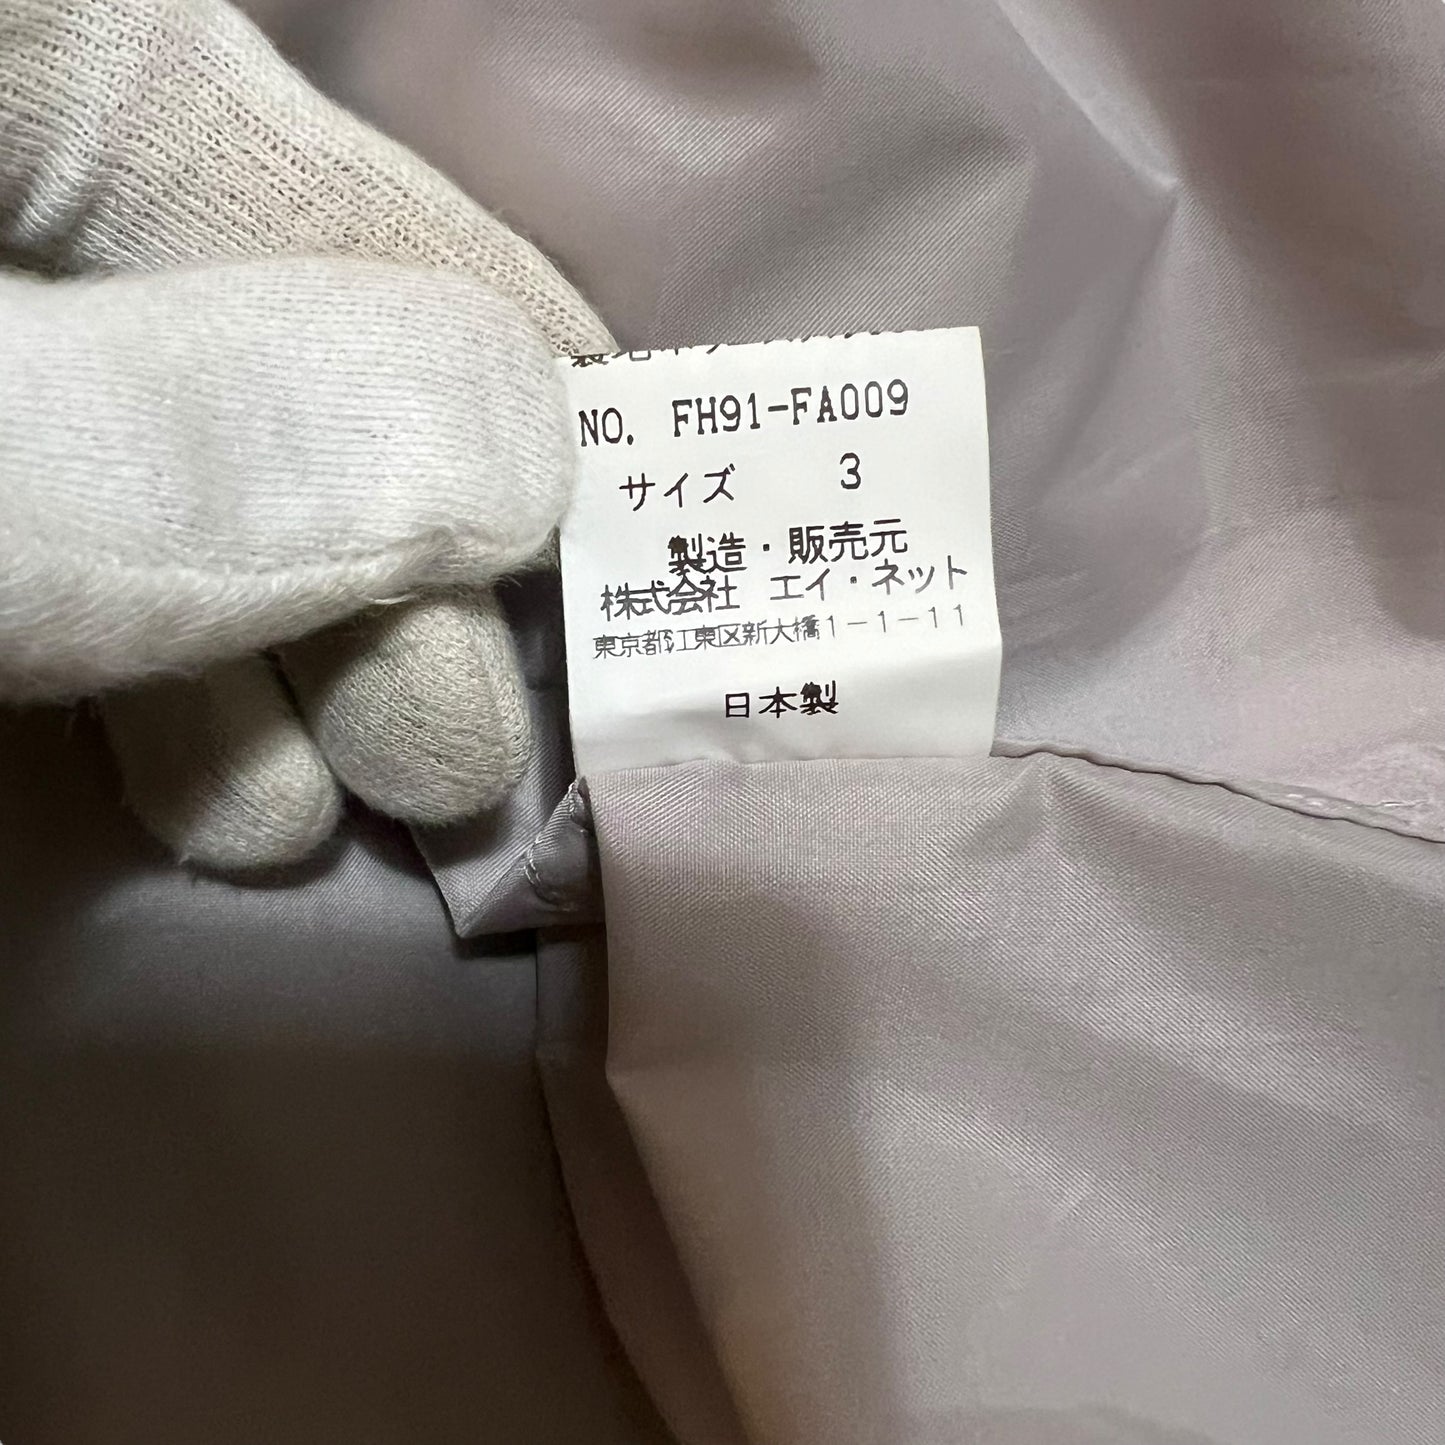 NO. FH91-FA009
サイズ 3
製造・販売元
株式会社 エイ・ネット
東京都江東区新大橋1-1-11
日本製